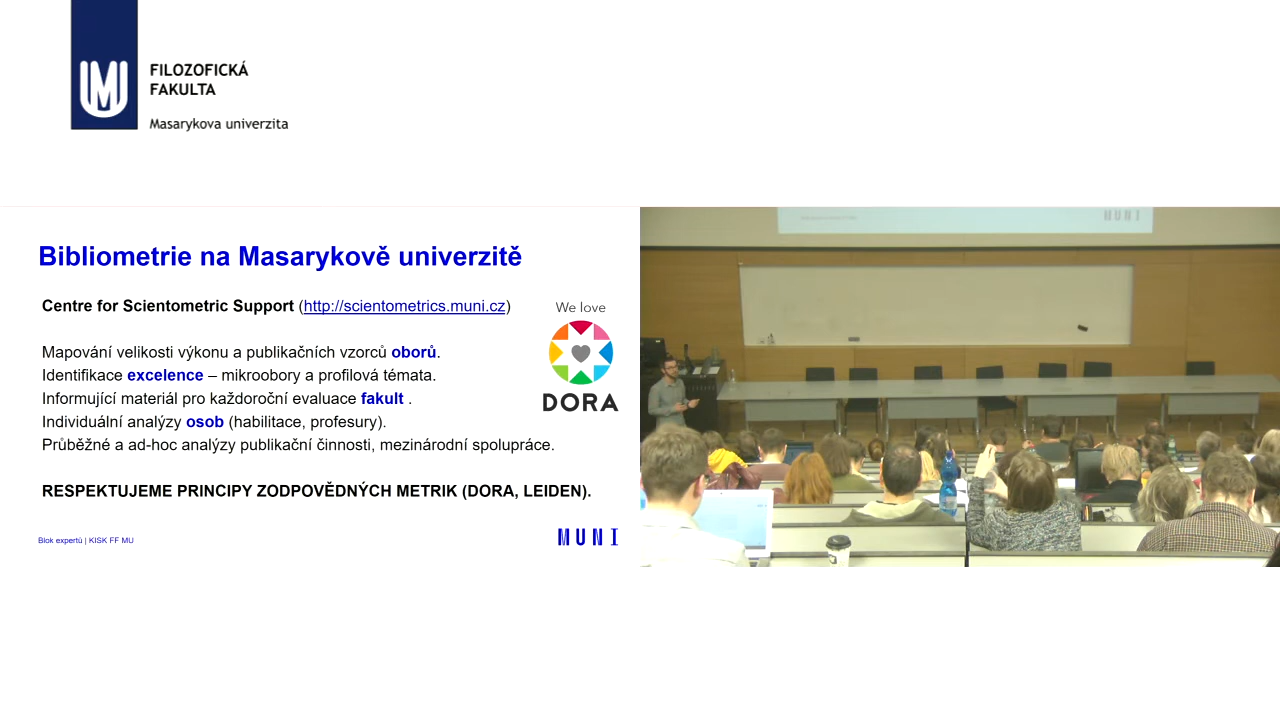 FILOZOFICKÁ
FAKULTA
Masarykova univerzita
Bibliometrie na Masarykově univerzitě
Centre for Scientometric Support (http://scientometrics.muni.cz)
We love
DORA
Mapování velikosti výkonu a publikačních vzorců oborů.
Identifikace excelence – mikroobory a profilová témata.
Informující materiál pro každoroční evaluace fakult .
Individuální analýzy osob (habilitace, profesury).
Průběžné a ad-hoc analýzy publikační činnosti, mezinárodní spolupráce.
RESPEKTUJEME PRINCIPY ZODPOVĚDNÝCH METRIK (DORA, LEIDEN).
Blok expertů | KISK FF MU
MUNI
MUNI